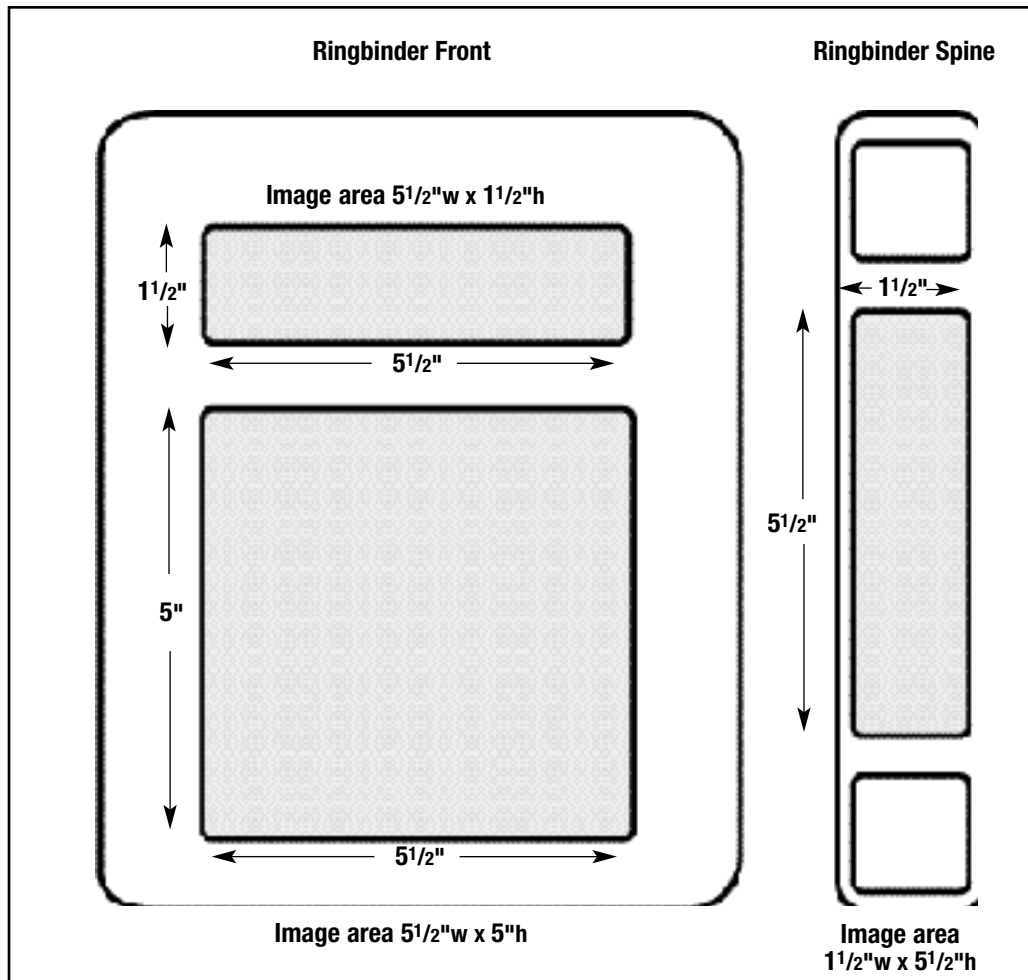 Ringbinder Front
Ringbinder Spine
Image area 51/2"w x 11/2"h
11/2"
51/2"
11/2"
5"
51/2"
51/2"
Image area 51/2"w x 5"h
Image area
11/2"w x 51/2"h